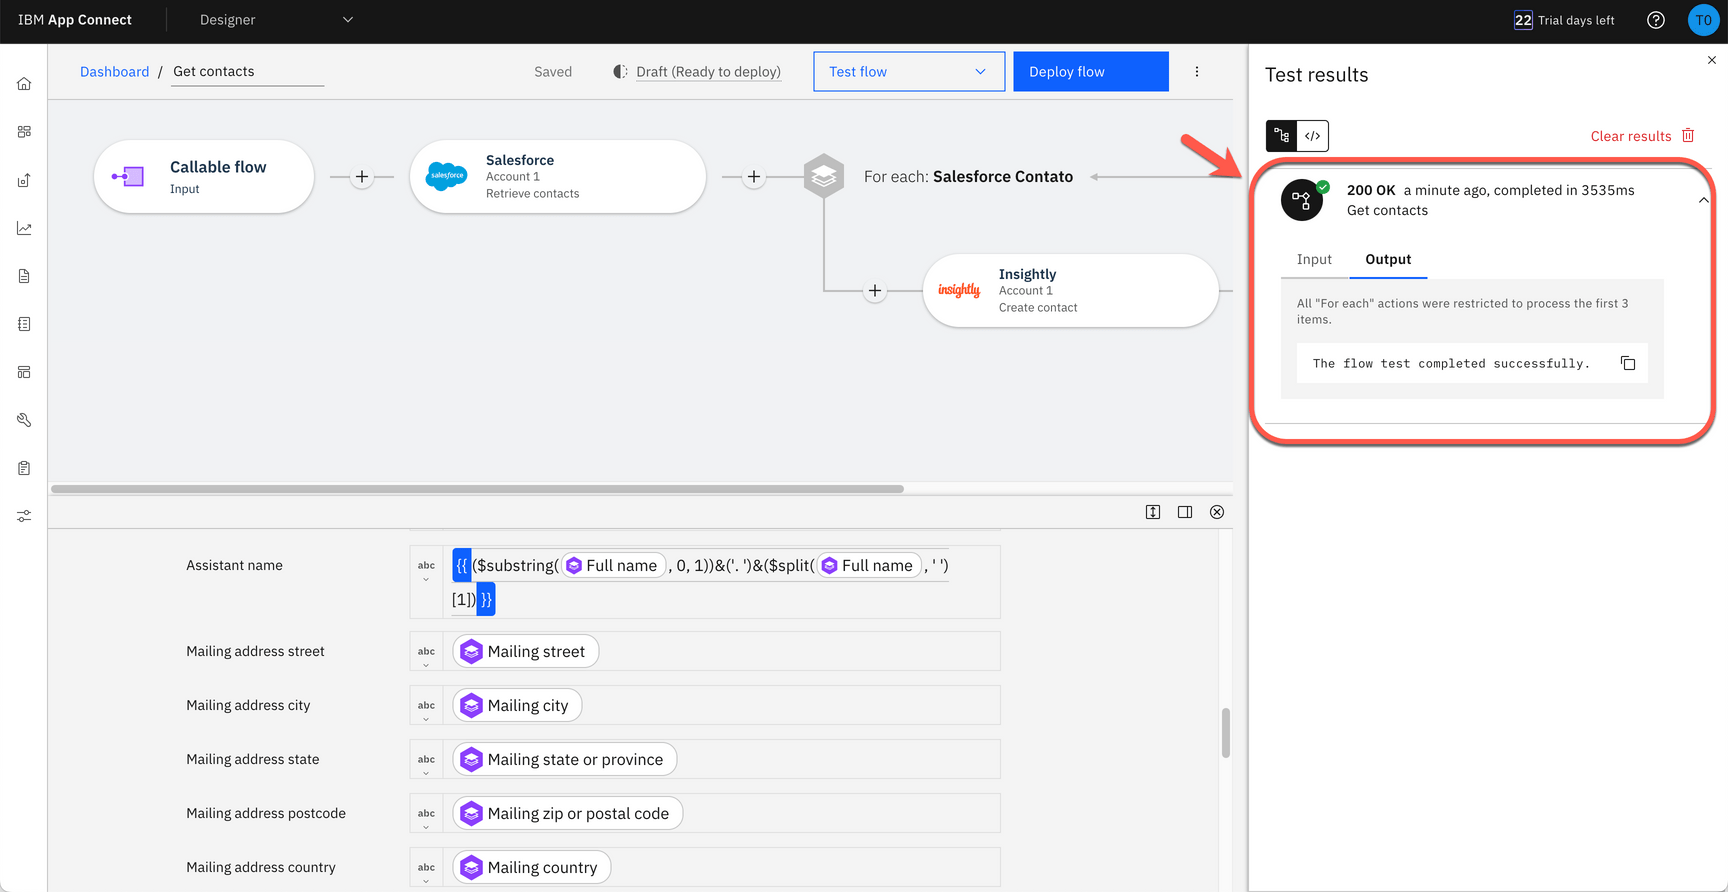 IBM App Connect
Designer
22 Trial days left
TO
Dashboard / Get contacts
Saved
Draft (Ready to deploy)
Test flow
Deploy flow
Callable flow
Input
salesforce
Salesforce
Account 1
Retrieve contacts
For each: Salesforce Contato
insightly
Insightly
Account 1
Create contact
Test results
</>
Clear results
200 OK a minute ago, completed in 3535ms
Get contacts
Input
Output
All "For each" actions were restricted to process the first 3
items.
The flow test completed successfully.
Assistant name
abc
{{ ($substring( Full name , 0, 1))&('. ')&($split( Full name , ' ')
[1]) }}
Mailing address street
abc
Mailing street
Mailing address city
abc
Mailing city
Mailing address state
abc
Mailing state or province
Mailing address postcode
abc
Mailing zip or postal code
Mailing address country
abc
Mailing country